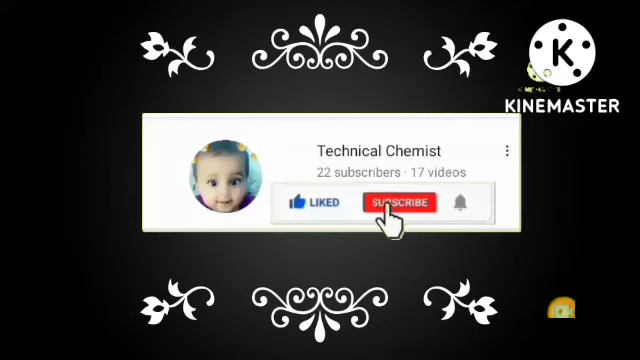 K
KINEMASTER
Technical Chemist
22 subscribers · 17 videos
LIKED
SUBSCRIBE